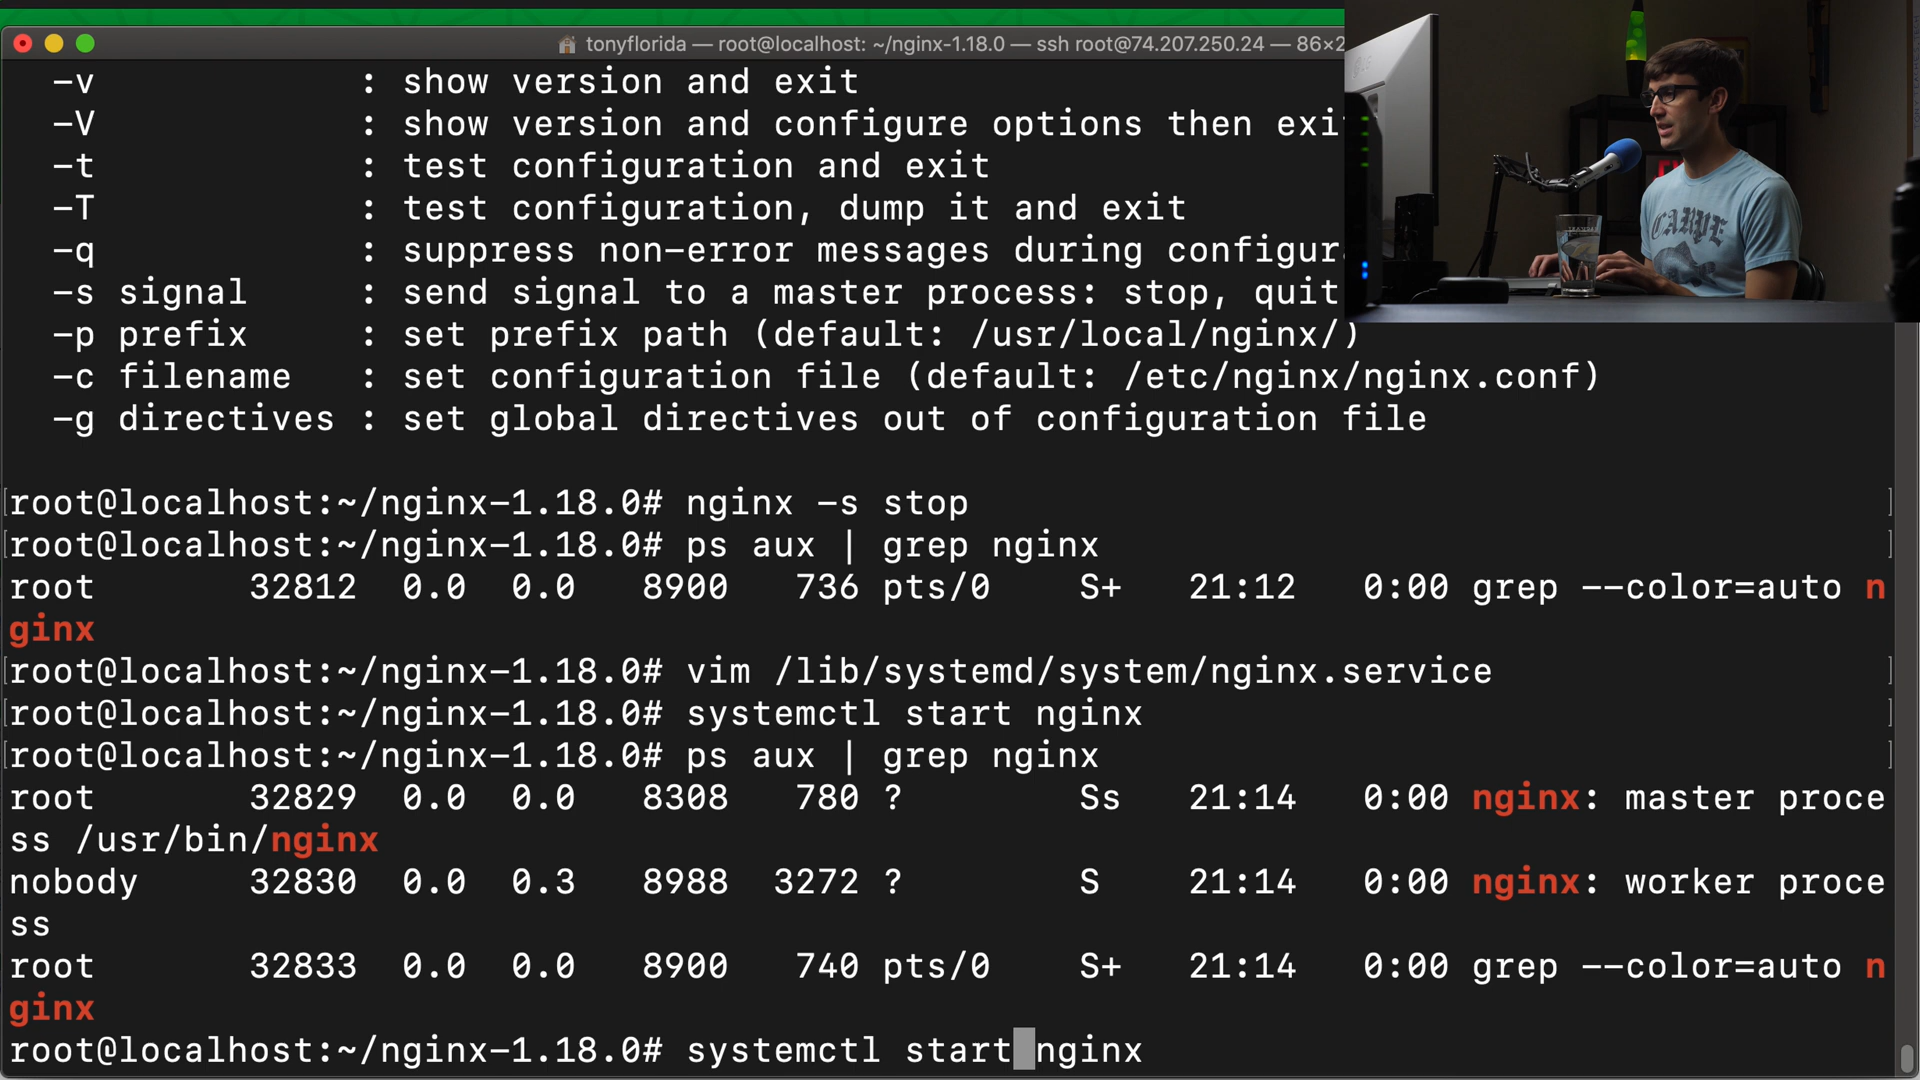 tonyflorida — root@localhost: ~/nginx-1.18.0 — ssh root@74.207.250.24 — 86×2
-v : show version and exit
-V : show version and configure options then exi
-t : test configuration and exit
-T : test configuration, dump it and exit
-q : suppress non-error messages during configur
-s signal : send signal to a master process: stop, quit
-p prefix : set prefix path (default: /usr/local/nginx/)
-c filename : set configuration file (default: /etc/nginx/nginx.conf)
-g directives : set global directives out of configuration file
[root@localhost:~/nginx-1.18.0# nginx -s stop ]
[root@localhost:~/nginx-1.18.0# ps aux | grep nginx ]
root 32812 0.0 0.0 8900 736 pts/0 S+ 21:12 0:00 grep --color=auto n
ginx
[root@localhost:~/nginx-1.18.0# vim /lib/systemd/system/nginx.service ]
[root@localhost:~/nginx-1.18.0# systemctl start nginx ]
[root@localhost:~/nginx-1.18.0# ps aux | grep nginx ]
root 32829 0.0 0.0 8308 780 ? Ss 21:14 0:00 nginx: master proce
ss /usr/bin/nginx
nobody 32830 0.0 0.3 8988 3272 ? S 21:14 0:00 nginx: worker proce
ss
root 32833 0.0 0.0 8900 740 pts/0 S+ 21:14 0:00 grep --color=auto n
ginx
root@localhost:~/nginx-1.18.0# systemctl start nginx
CARPE